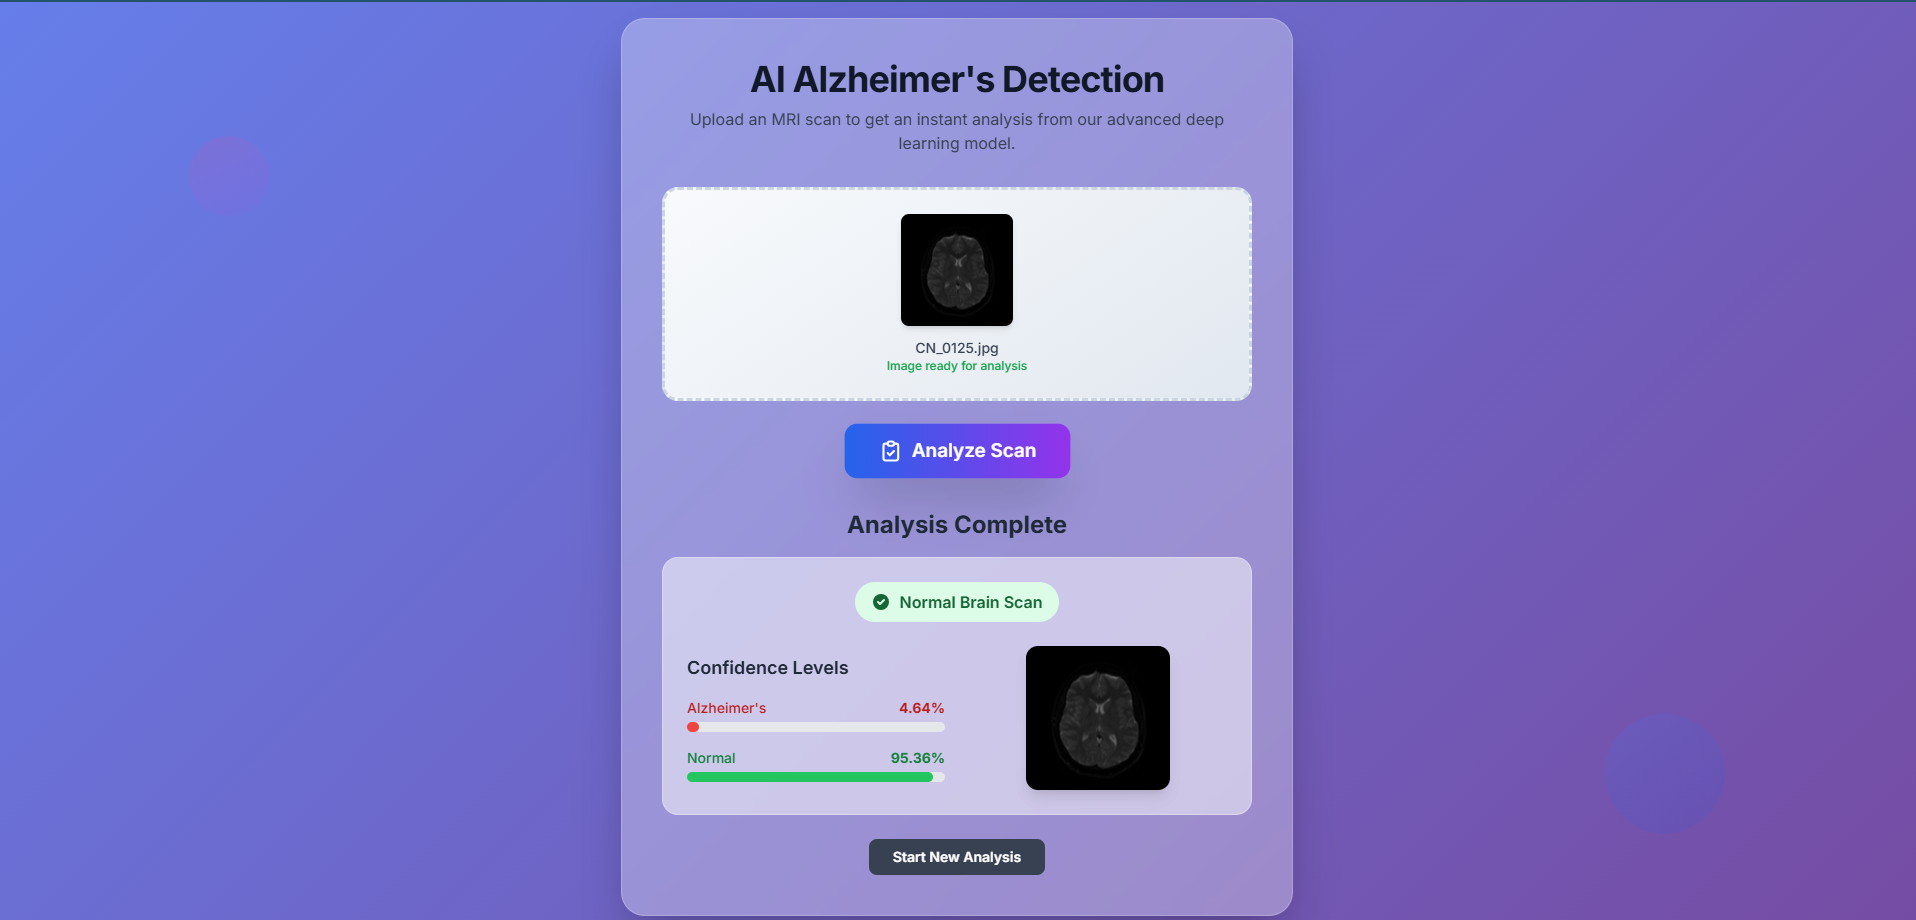 AI Alzheimer's Detection
Upload an MRI scan to get an instant analysis from our advanced deep
learning model.
CN_0125.jpg
Image ready for analysis
Analyze Scan
Analysis Complete
Normal Brain Scan
Confidence Levels
Alzheimer's 4.64%
Normal 95.36%
Start New Analysis